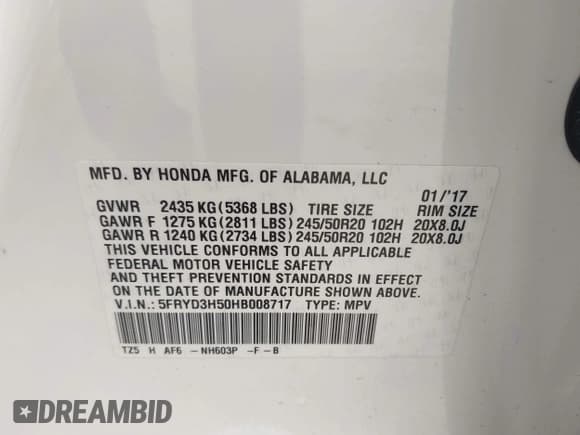 MFD. BY HONDA MFG. OF ALABAMA, LLC
01/'17
GVWR 2435 KG(5368 LBS) TIRE SIZE RIM SIZE
GAWR F 1275 KG(2811 LBS)245/50R20 102H 20X8.0J
GAWR R 1240 KG(2734 LBS)245/50R20 102H 20X8.0J
THIS VEHICLE CONFORMS TO ALL APPLICABLE
FEDERAL MOTOR VEHICLE SAFETY
AND THEFT PREVENTION STANDARDS IN EFFECT
ON THE DATE OF MANUFACTURE SHOWN ABOVE.
V.I.N.: 5FRYD3H50HB008717 TYPE: MPV
TZ5 H AF6 -NH603P -F-B
DREAMBID